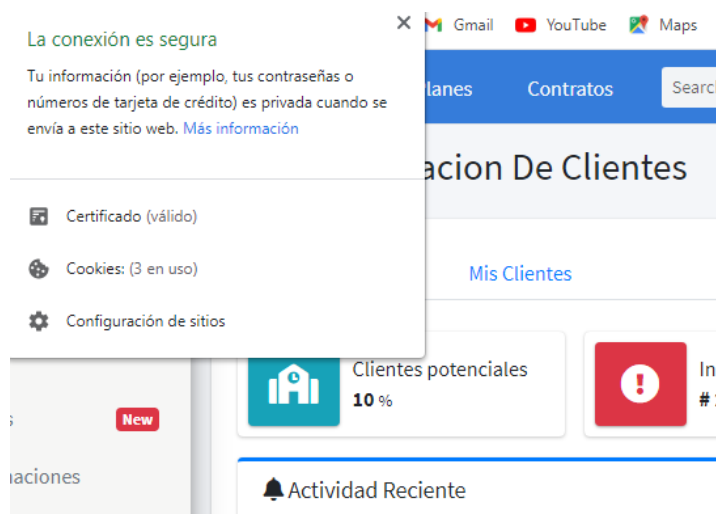 La conexión es segura
Tu información (por ejemplo, tus contraseñas o
números de tarjeta de crédito) es privada cuando se
envía a este sitio web. Más información
Certificado (válido)
Cookies: (3 en uso)
Configuración de sitios
Gmail YouTube Maps
Contratos
De Clientes
Mis Clientes
Clientes potenciales
10 %
New
Actividad Reciente